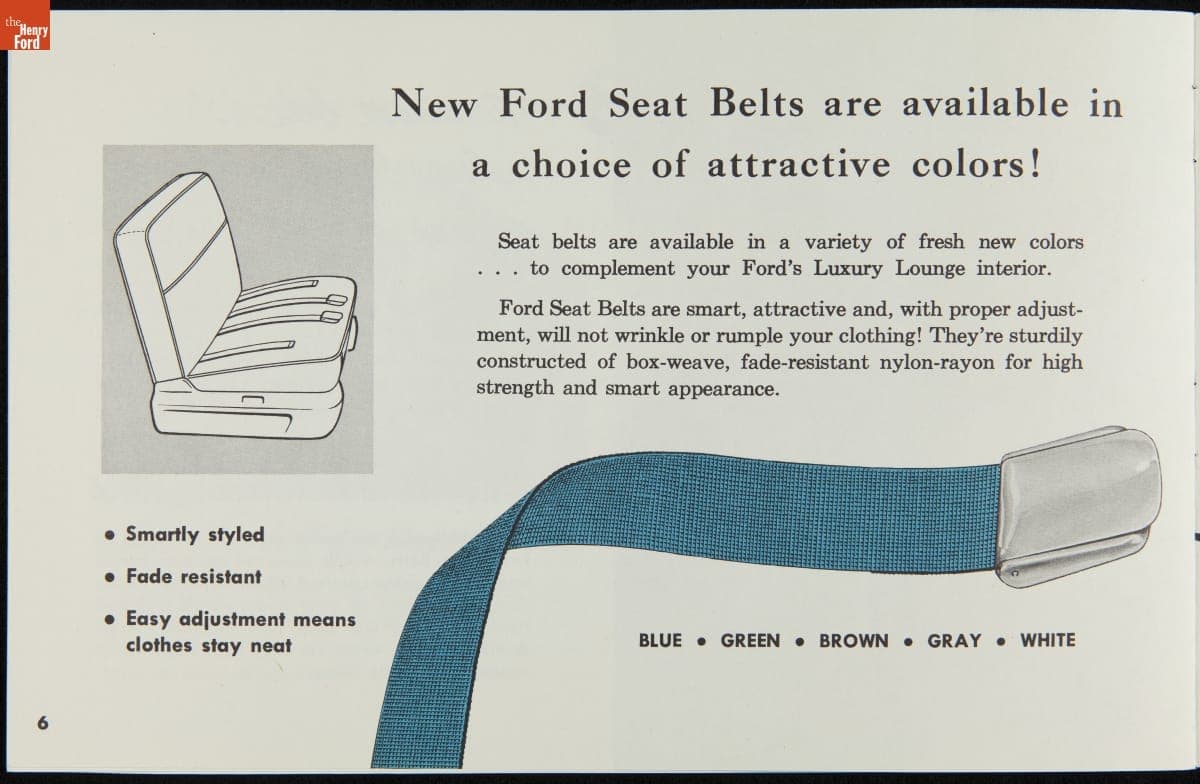 the
Henry
Ford
New Ford Seat Belts are available in
a choice of attractive colors!
Seat belts are available in a variety of fresh new colors
. . . to complement your Ford's Luxury Lounge interior.
Ford Seat Belts are smart, attractive and, with proper adjust-
ment, will not wrinkle or rumple your clothing! They're sturdily
constructed of box-weave, fade-resistant nylon-rayon for high
strength and smart appearance.
• Smartly styled
• Fade resistant
• Easy adjustment means
clothes stay neat
BLUE • GREEN • BROWN • GRAY • WHITE
6